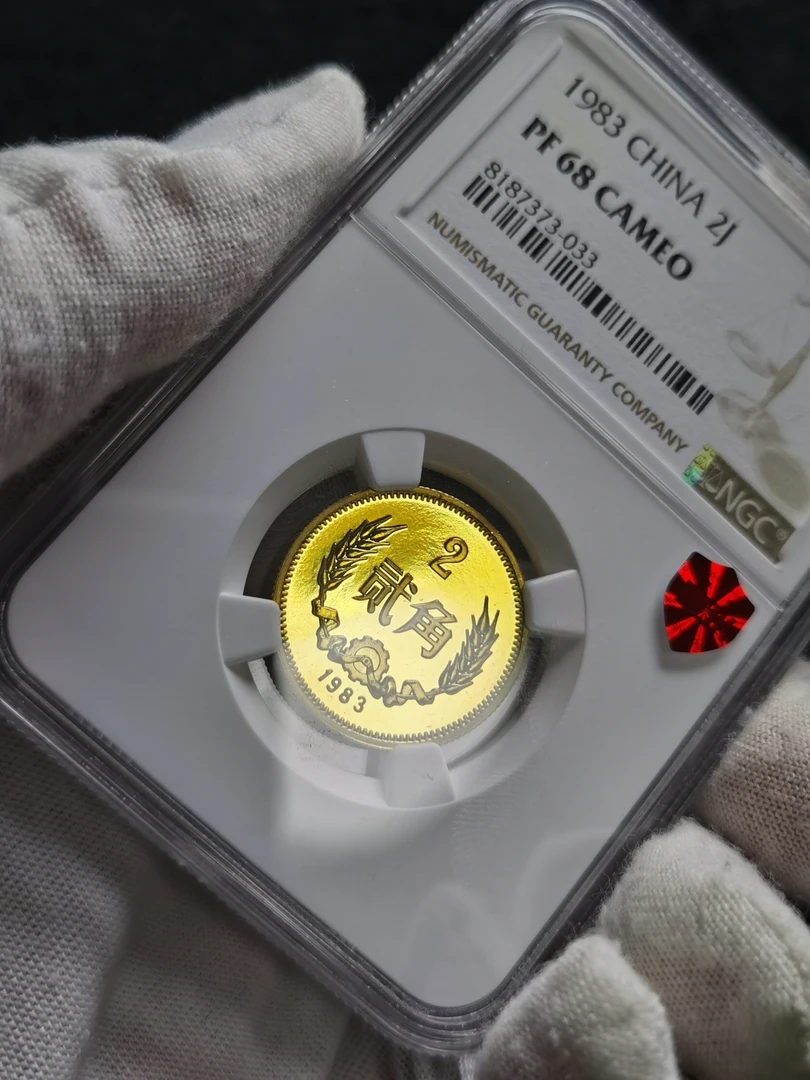 1983 CHINA 2J
PF 68 CAMEO
8187373-033
NUMISMATIC GUARANTY COMPANY
NGC®
2
贰角
1983